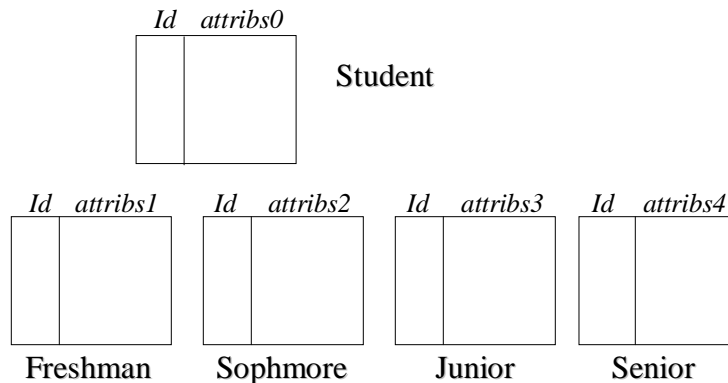 Id attribs0
Student
Id attribs1 Id attribs2 Id attribs3 Id attribs4
Freshman Sophmore Junior Senior